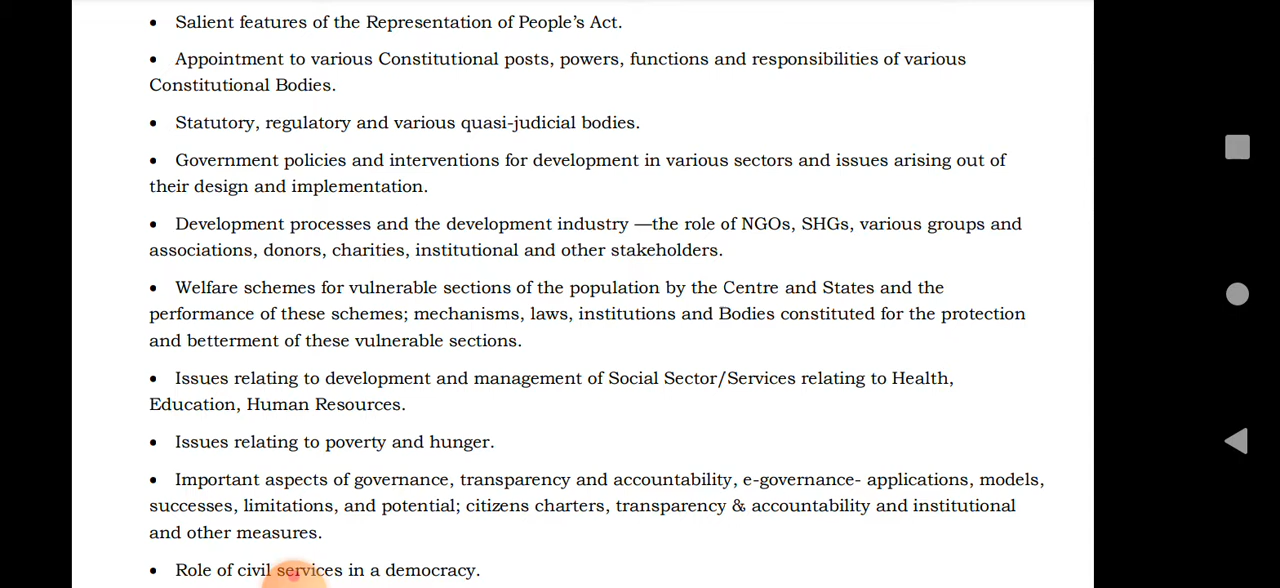 • Salient features of the Representation of People’s Act.
• Appointment to various Constitutional posts, powers, functions and responsibilities of various
Constitutional Bodies.
• Statutory, regulatory and various quasi-judicial bodies.
• Government policies and interventions for development in various sectors and issues arising out of
their design and implementation.
• Development processes and the development industry —the role of NGOs, SHGs, various groups and
associations, donors, charities, institutional and other stakeholders.
• Welfare schemes for vulnerable sections of the population by the Centre and States and the
performance of these schemes; mechanisms, laws, institutions and Bodies constituted for the protection
and betterment of these vulnerable sections.
• Issues relating to development and management of Social Sector/Services relating to Health,
Education, Human Resources.
• Issues relating to poverty and hunger.
• Important aspects of governance, transparency and accountability, e-governance- applications, models,
successes, limitations, and potential; citizens charters, transparency & accountability and institutional
and other measures.
• Role of civil services in a democracy.